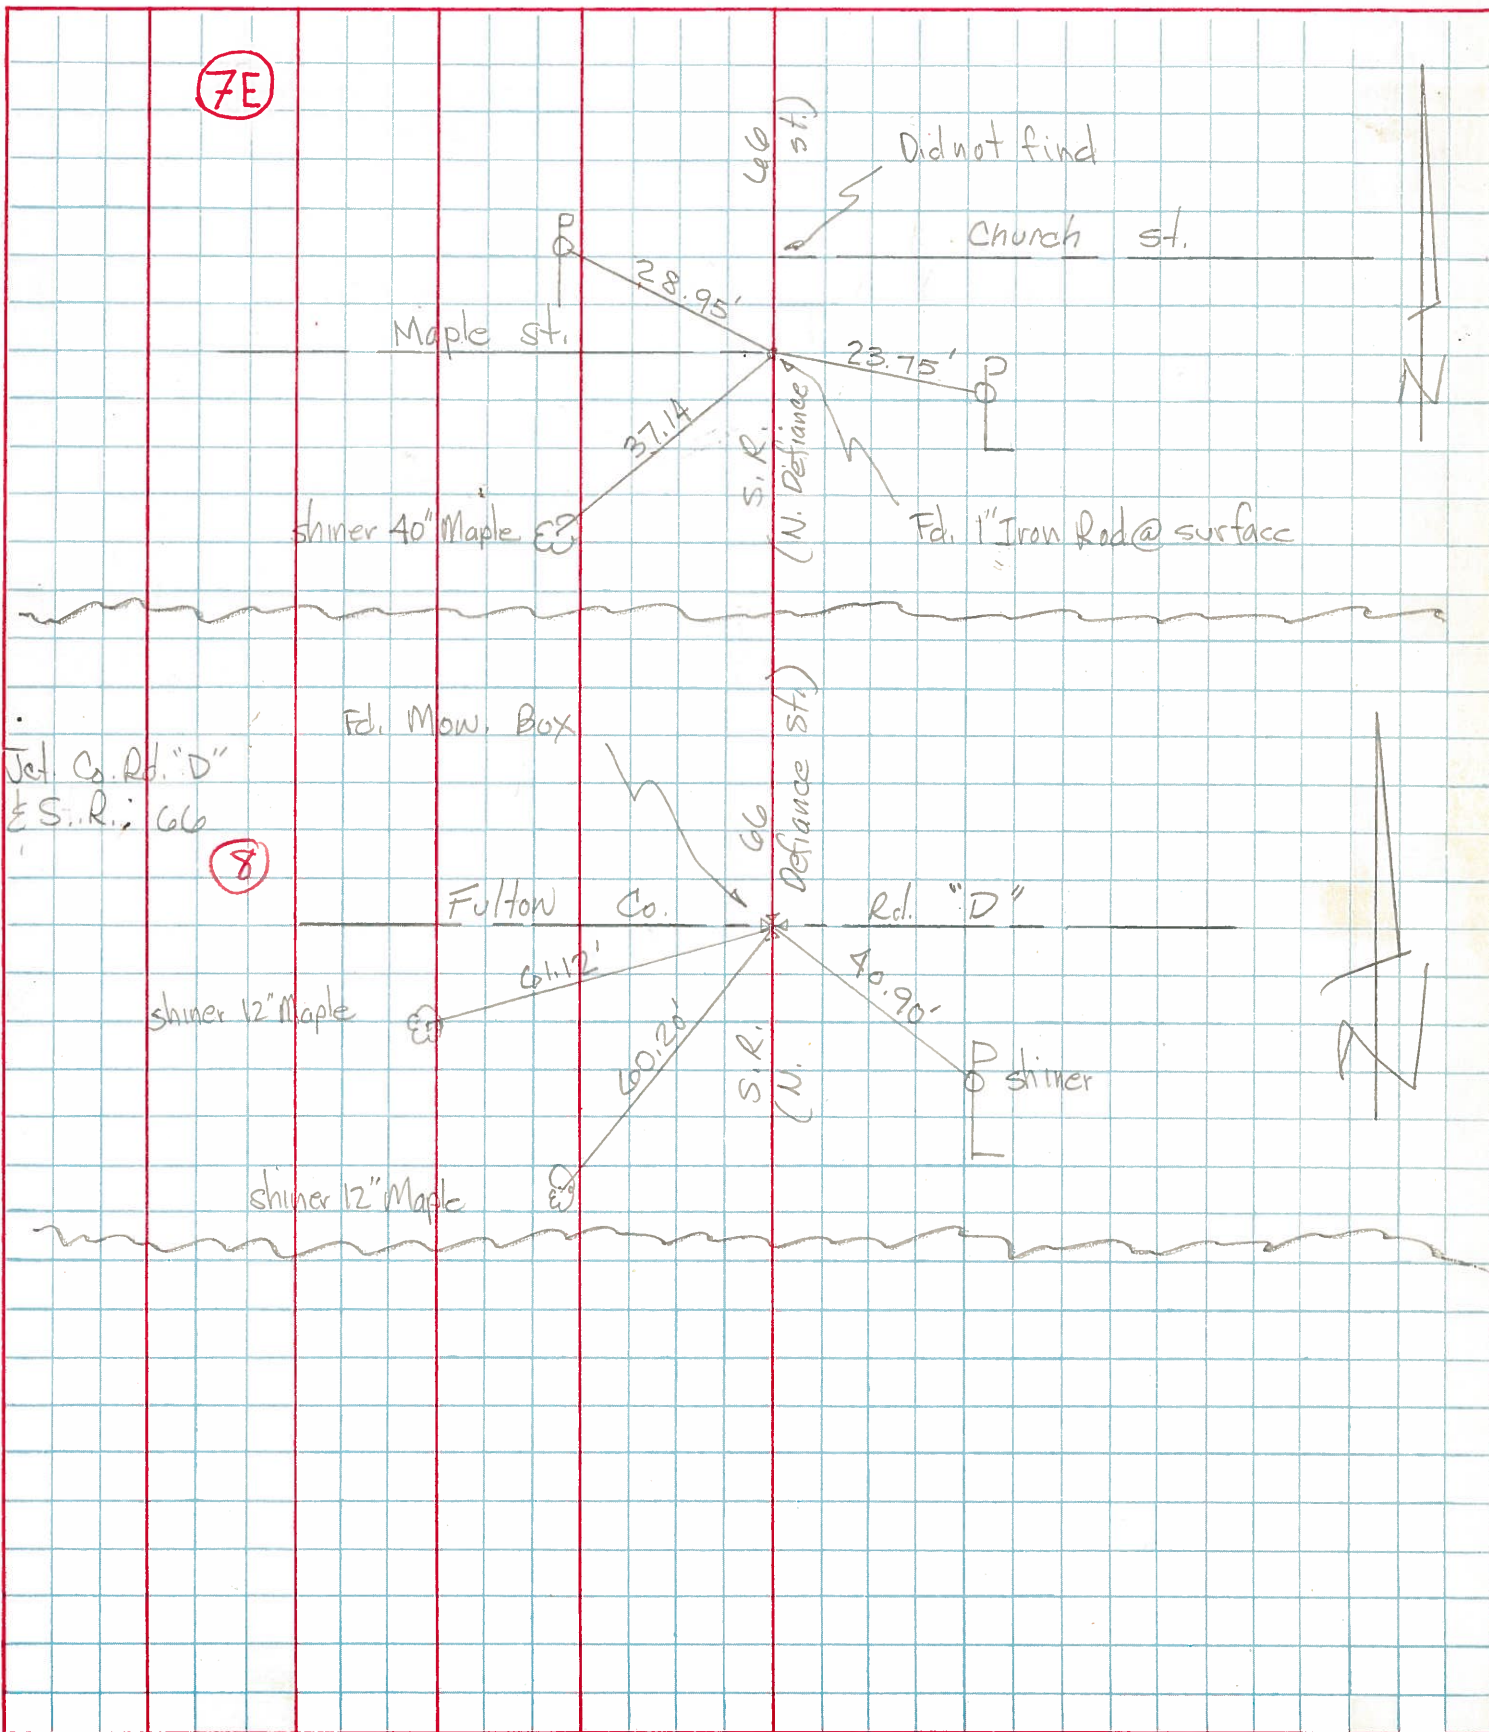 7E
66
st.)
Did not find
Church st.
P
28.95'
Maple st.
23.75'
P
37.14
S. R.
(N. Defiance
N
shiner 40" Maple
Fd. 1" Iron Rod @ surface
Fd. Mon. Box
Jct. Co. Rd. "D"
& S.R. 66
66
Defiance st.)
8
Fulton Co. Rd. "D"
61.12'
40.90'
shiner 12" Maple
60.20'
S. R.
(N.
P shiner
N
shiner 12" Maple